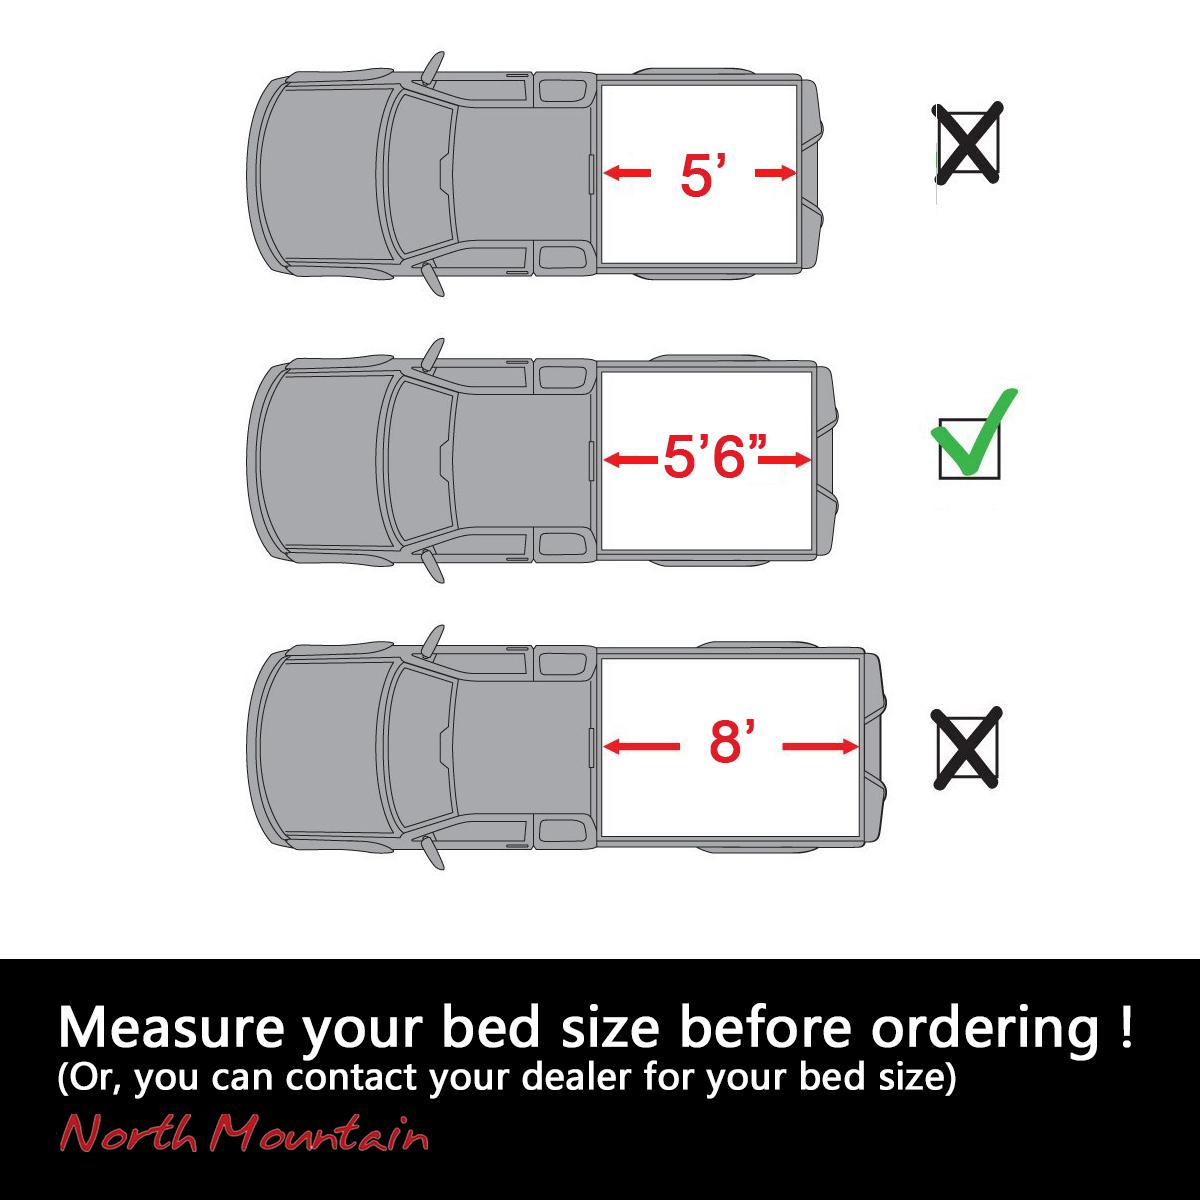 5’
5’6”
8’
Measure your bed size before ordering !
(Or, you can contact your dealer for your bed size)
North Mountain